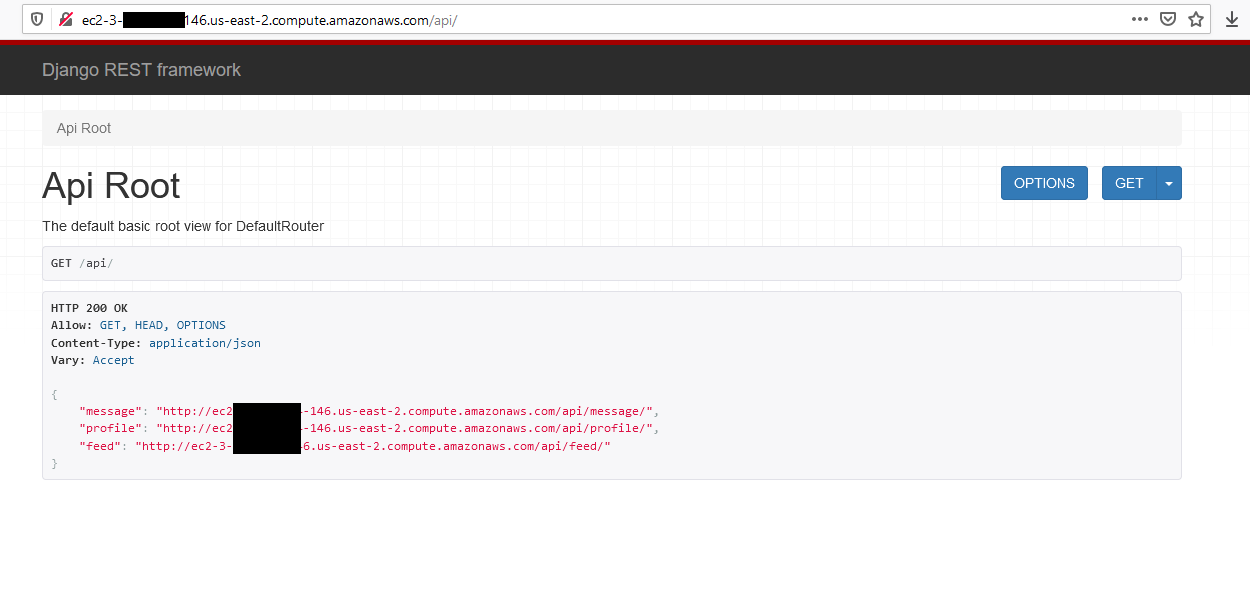 ec2-3- 146.us-east-2.compute.amazonaws.com/api/
Django REST framework
Api Root
Api Root
OPTIONS
GET
The default basic root view for DefaultRouter
GET /api/
HTTP 200 OK
Allow: GET, HEAD, OPTIONS
Content-Type: application/json
Vary: Accept
{
"message": "http://ec2 -146.us-east-2.compute.amazonaws.com/api/message/",
"profile": "http://ec2 -146.us-east-2.compute.amazonaws.com/api/profile/",
"feed": "http://ec2-3- 6.us-east-2.compute.amazonaws.com/api/feed/"
}